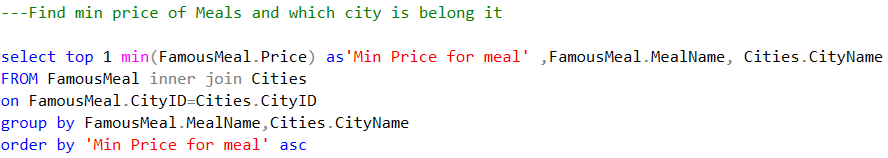 ---Find min price of Meals and which city is belong it
select top 1 min(FamousMeal.Price) as'Min Price for meal' ,FamousMeal.MealName, Cities.CityName
FROM FamousMeal inner join Cities
on FamousMeal.CityID=Cities.CityID
group by FamousMeal.MealName,Cities.CityName
order by 'Min Price for meal' asc